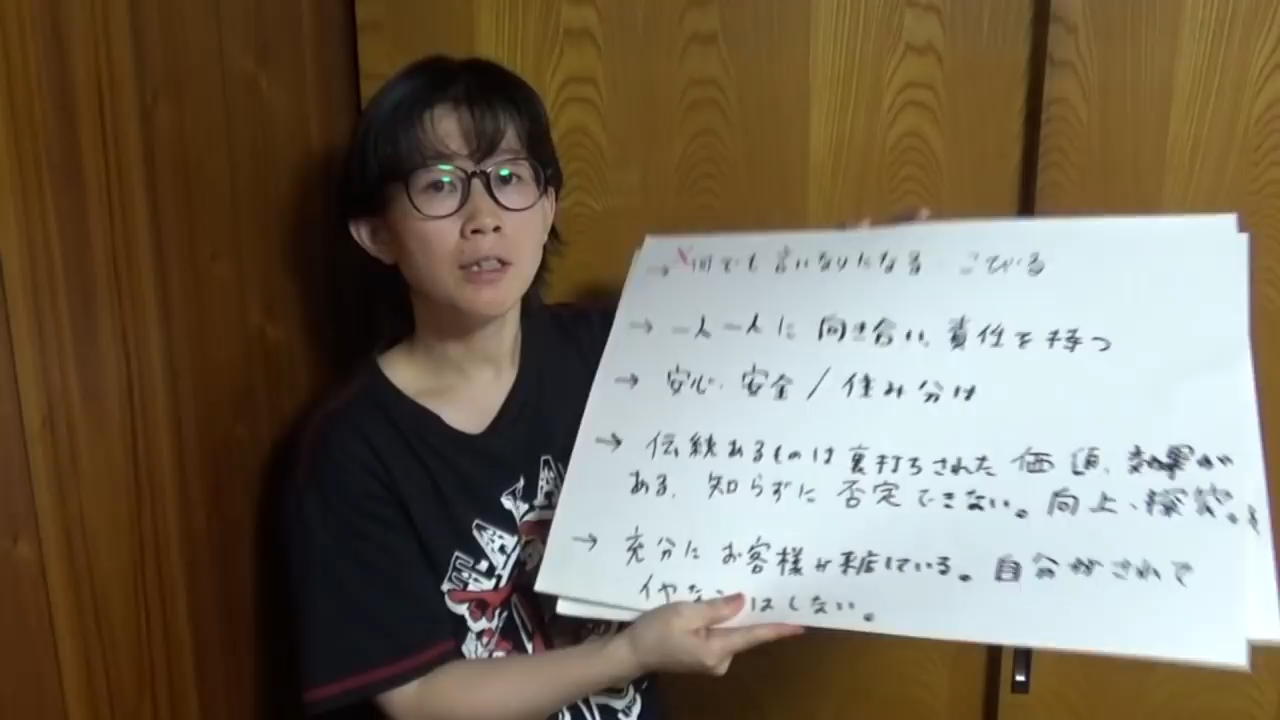 → ×何でも言いなりになる こびる
→ 一人一人に向き合い、責任を持つ
→ 安心、安全/住み分け
→ 伝統あるものは裏打ちされた価値、効果が
ある、知らずに否定できない。向上、探究。
→ 充分にお客様が来店している。自分がされて
イヤな はしない。